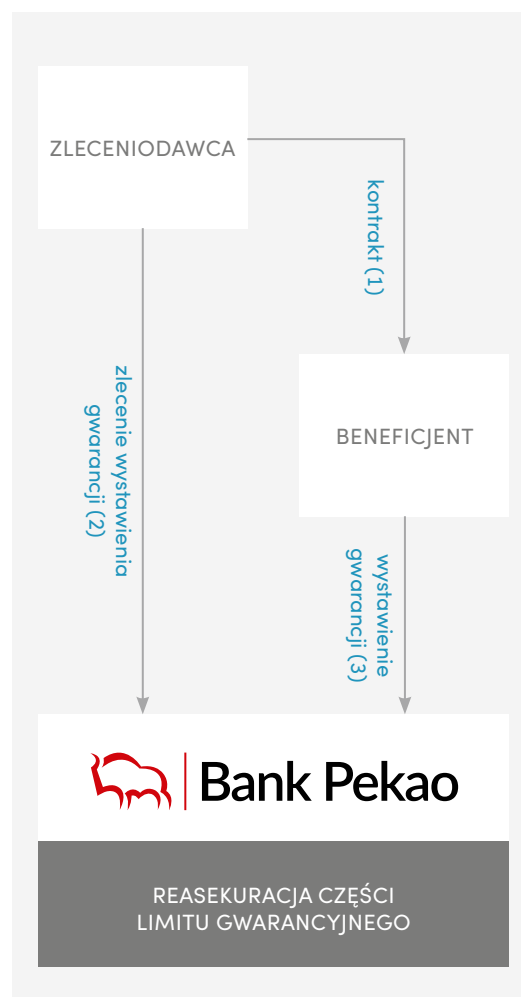 ZLECENIODAWCA
kontrakt (1)
BENEFICJENT
zlecenie wystawienia
gwarancji (2)
wystawienie
gwarancji (3)
Bank Pekao
REASEKURACJA CZĘŚCI
LIMITU GWARANCYJNEGO